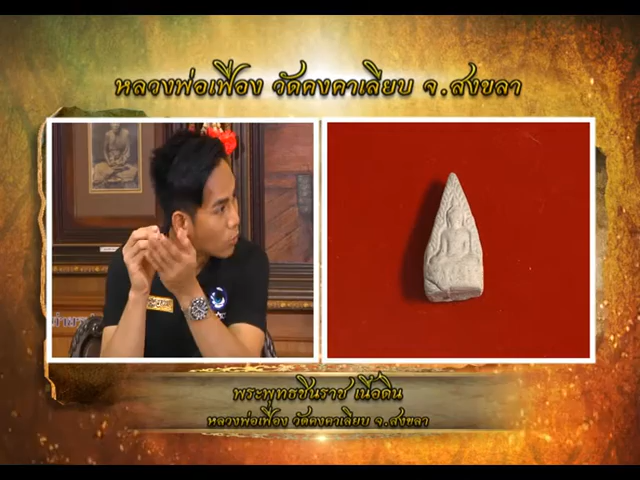 หลวงพ่อเฟื่อง วัดคงคาเลียบ จ.สงขลา
พระพุทธชินราช เนื้อดิน
หลวงพ่อเฟื่อง วัดคงคาเลียบ จ.สงขลา